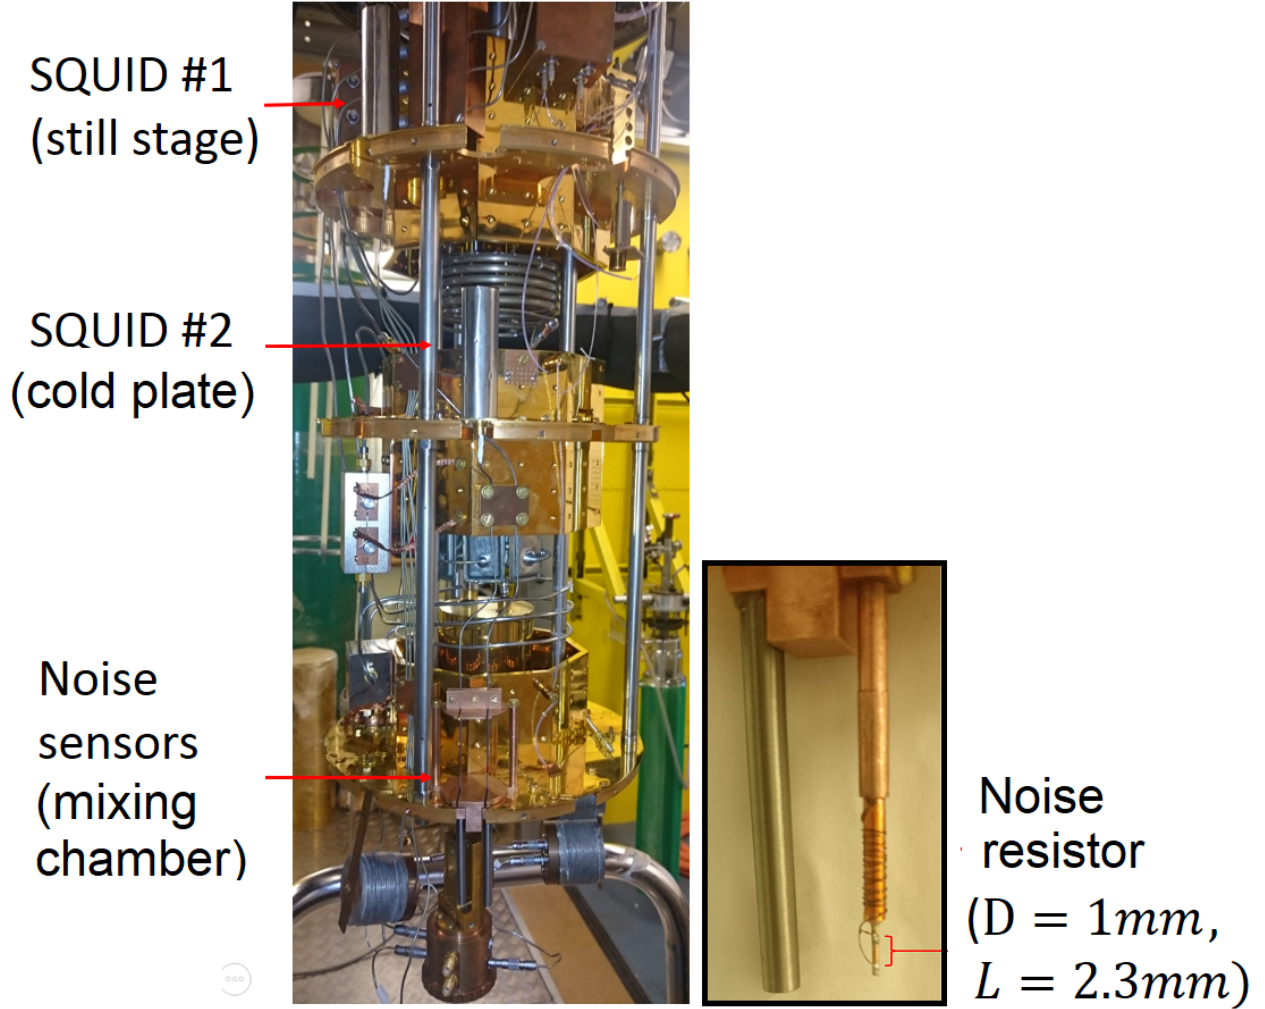 SQUID #1
(still stage)
SQUID #2
(cold plate)
Noise
sensors
(mixing
chamber)
Noise
resistor
(D = 1mm,
L = 2.3mm)